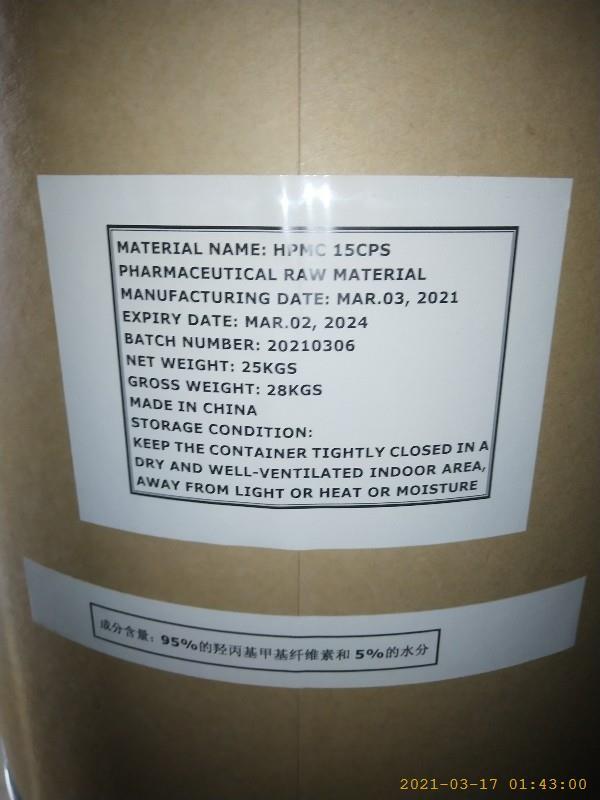 MATERIAL NAME: HPMC 15CPS
PHARMACEUTICAL RAW MATERIAL
MANUFACTURING DATE: MAR.03, 2021
EXPIRY DATE: MAR.02, 2024
BATCH NUMBER: 20210306
NET WEIGHT: 25KGS
GROSS WEIGHT: 28KGS
MADE IN CHINA
STORAGE CONDITION:
KEEP THE CONTAINER TIGHTLY CLOSED IN A
DRY AND WELL-VENTILATED INDOOR AREA,
AWAY FROM LIGHT OR HEAT OR MOISTURE
成分含量：95%的羟丙基甲基纤维素和 5%的水分
2021-03-17 01:43:00